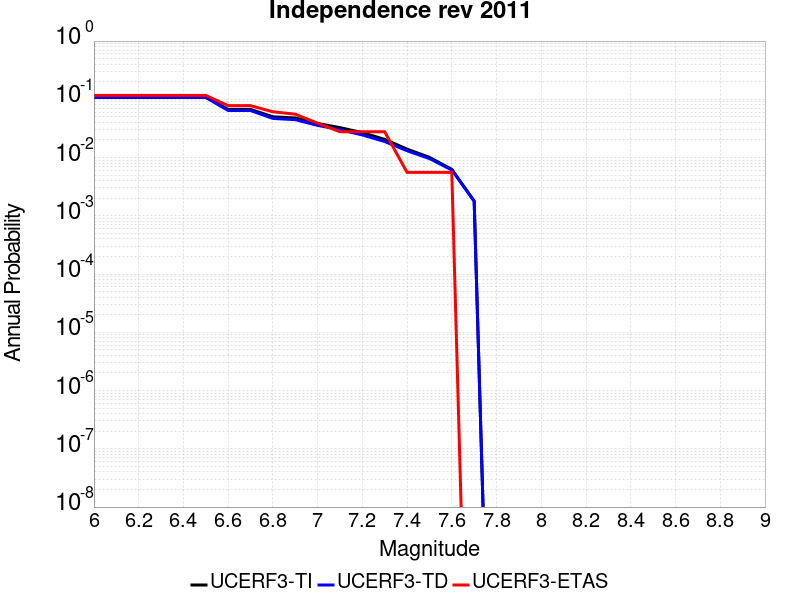 Independence rev 2011
Annual Probability
10^0
10^-1
10^-2
10^-3
10^-4
10^-5
10^-6
10^-7
10^-8
6 6.2 6.4 6.6 6.8 7 7.2 7.4 7.6 7.8 8 8.2 8.4 8.6 8.8 9
Magnitude
UCERF3-TI UCERF3-TD UCERF3-ETAS